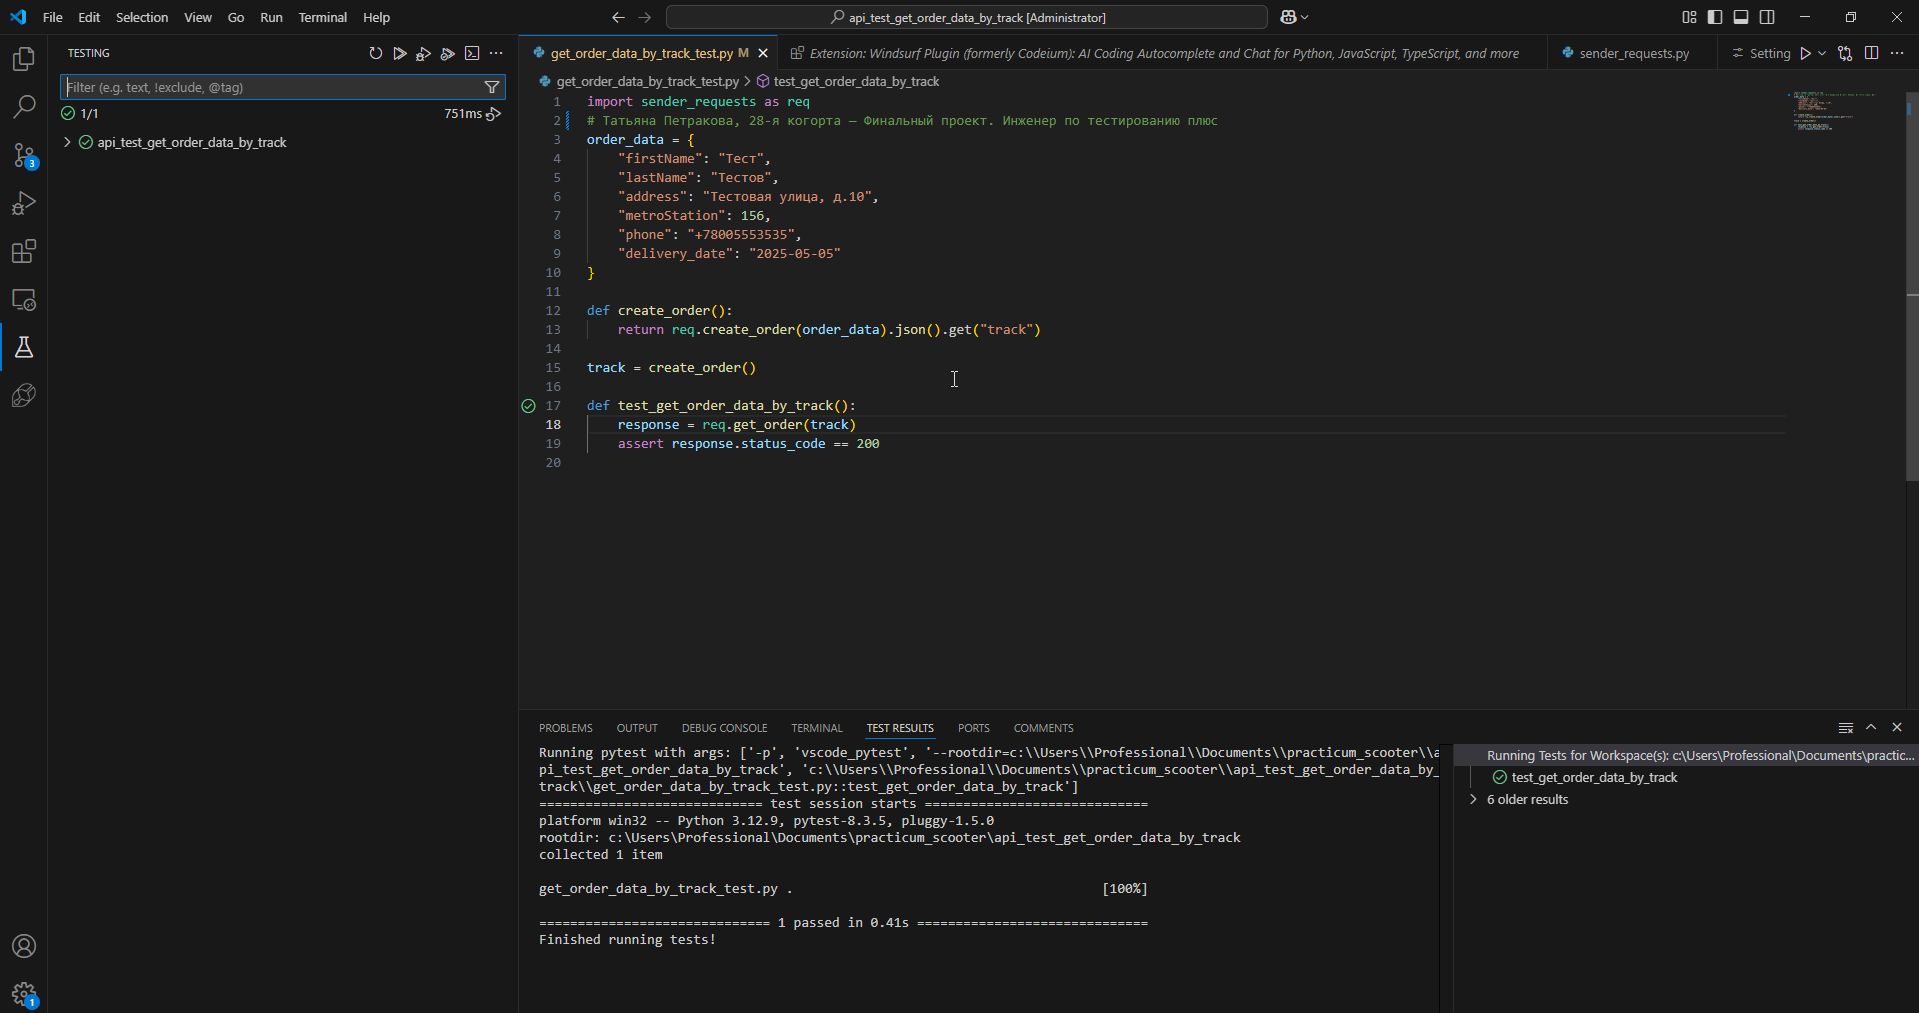 File Edit Selection View Go Run Terminal Help
api_test_get_order_data_by_track [Administrator]
TESTING
Filter (e.g. text, !exclude, @tag)
1/1
751ms
api_test_get_order_data_by_track
3
1
get_order_data_by_track_test.py M
Extension: Windsurf Plugin (formerly Codeium): AI Coding Autocomplete and Chat for Python, JavaScript, TypeScript, and more
sender_requests.py
Setting
get_order_data_by_track_test.py > test_get_order_data_by_track
1 import sender_requests as req
2 # Татьяна Петракова, 28-я когорта — Финальный проект. Инженер по тестированию плюс
3 order_data = {
4 "firstName": "Тест",
5 "lastName": "Тестов",
6 "address": "Тестовая улица, д.10",
7 "metroStation": 156,
8 "phone": "+78005553535",
9 "delivery_date": "2025-05-05"
10 }
11
12 def create_order():
13 return req.create_order(order_data).json().get("track")
14
15 track = create_order()
16
17 def test_get_order_data_by_track():
18 response = req.get_order(track)
19 assert response.status_code == 200
20
PROBLEMS OUTPUT DEBUG CONSOLE TERMINAL TEST RESULTS PORTS COMMENTS
Running pytest with args: ['-p', 'vscode_pytest', '--rootdir=c:\\Users\\Professional\\Documents\\practicum_scooter\\a
pi_test_get_order_data_by_track', 'c:\\Users\\Professional\\Documents\\practicum_scooter\\api_test_get_order_data_by_
track\\get_order_data_by_track_test.py::test_get_order_data_by_track']
============================= test session starts =============================
platform win32 -- Python 3.12.9, pytest-8.3.5, pluggy-1.5.0
rootdir: c:\Users\Professional\Documents\practicum_scooter\api_test_get_order_data_by_track
collected 1 item
get_order_data_by_track_test.py . [100%]
============================== 1 passed in 0.41s ==============================
Finished running tests!
Running Tests for Workspace(s): c:\Users\Professional\Documents\practic...
test_get_order_data_by_track
6 older results